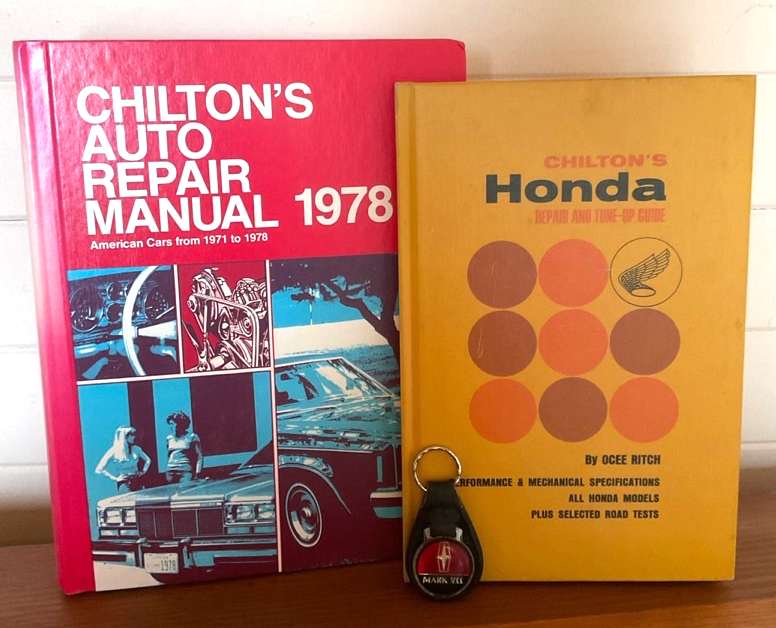 CHILTON'S
AUTO
REPAIR
MANUAL 1978
American Cars from 1971 to 1978
1978
CHILTON'S
Honda
REPAIR AND TUNE-UP GUIDE
By OCEE RITCH
ERFORMANCE & MECHANICAL SPECIFICATIONS
ALL HONDA MODELS
PLUS SELECTED ROAD TESTS
MARK VII